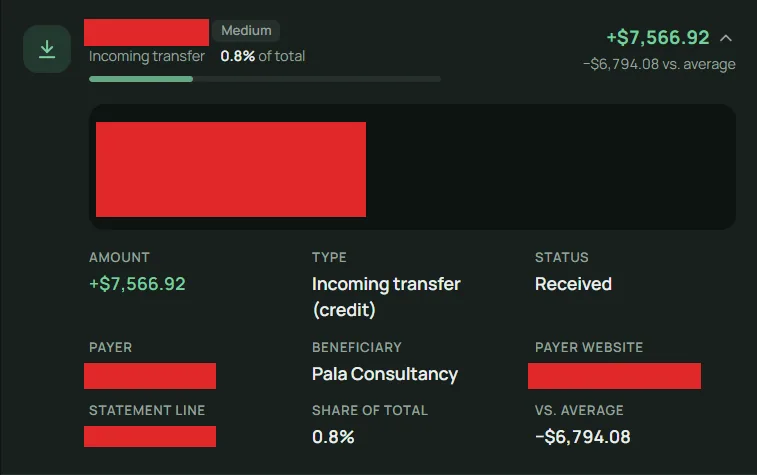 Medium
+$7,566.92
Incoming transfer 0.8% of total
−$6,794.08 vs. average
AMOUNT
TYPE
STATUS
+$7,566.92
Incoming transfer
(credit)
Received
PAYER
BENEFICIARY
PAYER WEBSITE
Pala Consultancy
STATEMENT LINE
SHARE OF TOTAL
VS. AVERAGE
0.8%
−$6,794.08